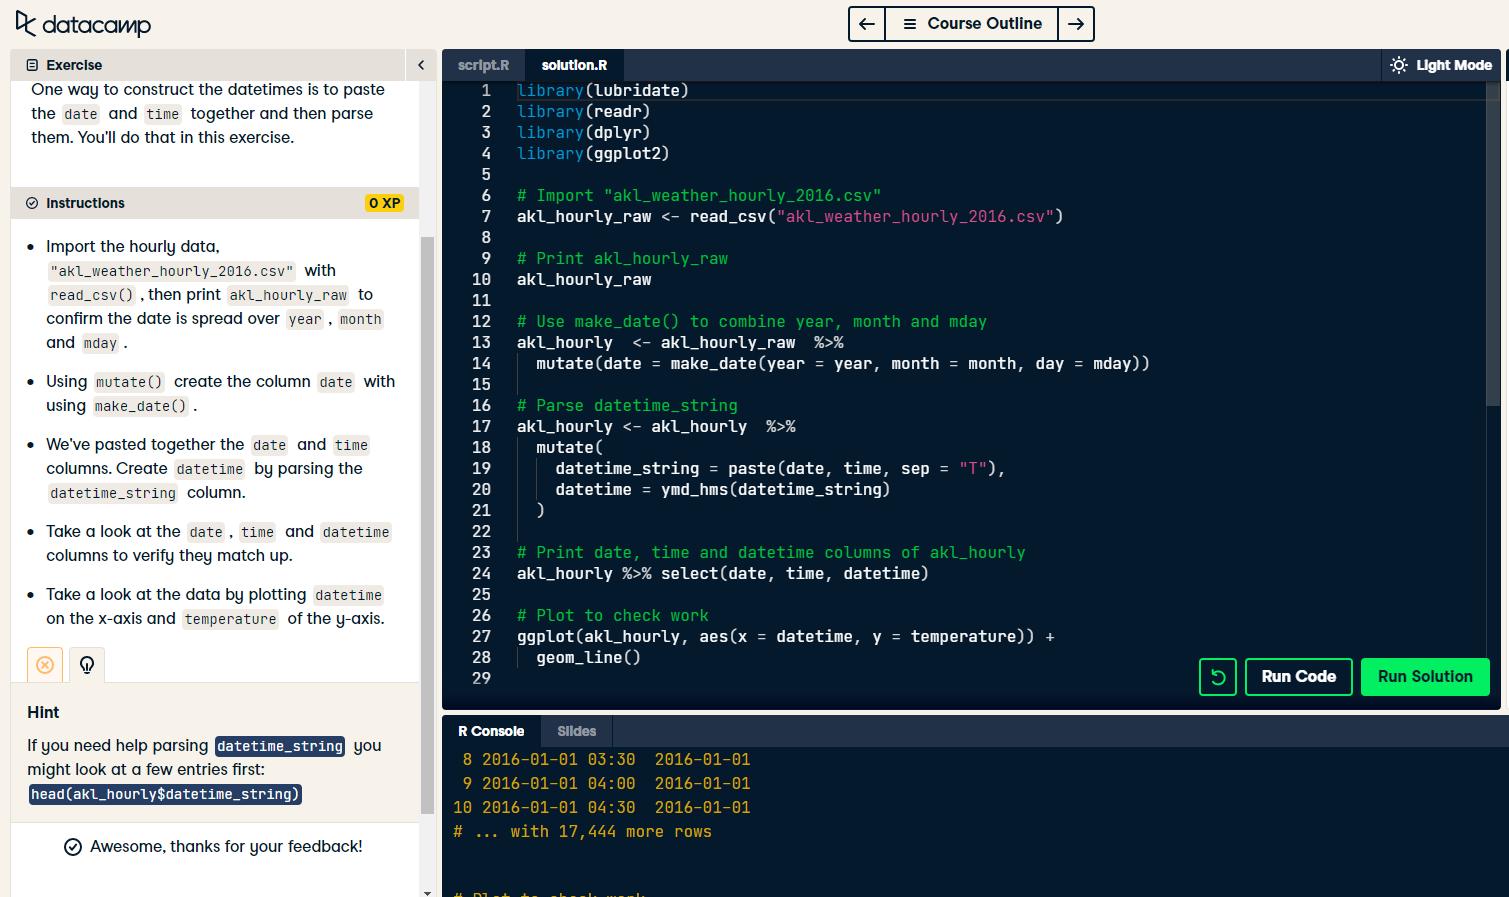 datacamp
Course Outline
Exercise
One way to construct the datetimes is to paste
the date and time together and then parse
them. You'll do that in this exercise.
Instructions
0 XP
Import the hourly data,
"akl_weather_hourly_2016.csv" with
read_csv() , then print akl_hourly_raw to
confirm the date is spread over year , month
and mday .
Using mutate() create the column date with
using make_date() .
We've pasted together the date and time
columns. Create datetime by parsing the
datetime_string column.
Take a look at the date , time and datetime
columns to verify they match up.
Take a look at the data by plotting datetime
on the x-axis and temperature of the y-axis.
Hint
If you need help parsing datetime_string you
might look at a few entries first:
head(akl_hourly$datetime_string)
Awesome, thanks for your feedback!
script.R
solution.R
Light Mode
1 library(lubridate)
2 library(readr)
3 library(dplyr)
4 library(ggplot2)
5
6 # Import "akl_weather_hourly_2016.csv"
7 akl_hourly_raw <- read_csv("akl_weather_hourly_2016.csv")
8
9 # Print akl_hourly_raw
10 akl_hourly_raw
11
12 # Use make_date() to combine year, month and mday
13 akl_hourly  <- akl_hourly_raw  %>%
14   mutate(date = make_date(year = year, month = month, day = mday))
15
16 # Parse datetime_string
17 akl_hourly <- akl_hourly  %>%
18   mutate(
19     datetime_string = paste(date, time, sep = "T"),
20     datetime = ymd_hms(datetime_string)
21   )
22
23 # Print date, time and datetime columns of akl_hourly
24 akl_hourly %>% select(date, time, datetime)
25
26 # Plot to check work
27 ggplot(akl_hourly, aes(x = datetime, y = temperature)) +
28   geom_line()
29
Run Code
Run Solution
R Console
Slides
8 2016-01-01 03:30  2016-01-01
9 2016-01-01 04:00  2016-01-01
10 2016-01-01 04:30  2016-01-01
# ... with 17,444 more rows
# Plot to check work